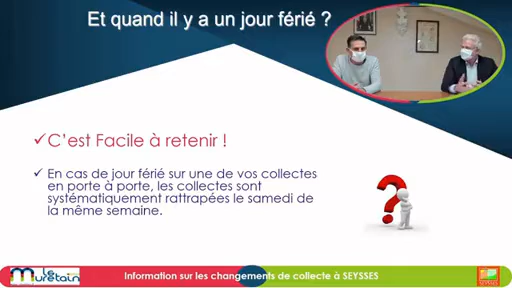 Et quand il y a un jour férié ?
C'est Facile à retenir !
En cas de jour férié sur une de vos collectes
en porte à porte, les collectes sont
systématiquement rattrapées le samedi de
la même semaine.
Le
Muretain
Information sur les changements de collecte à SEYSSES